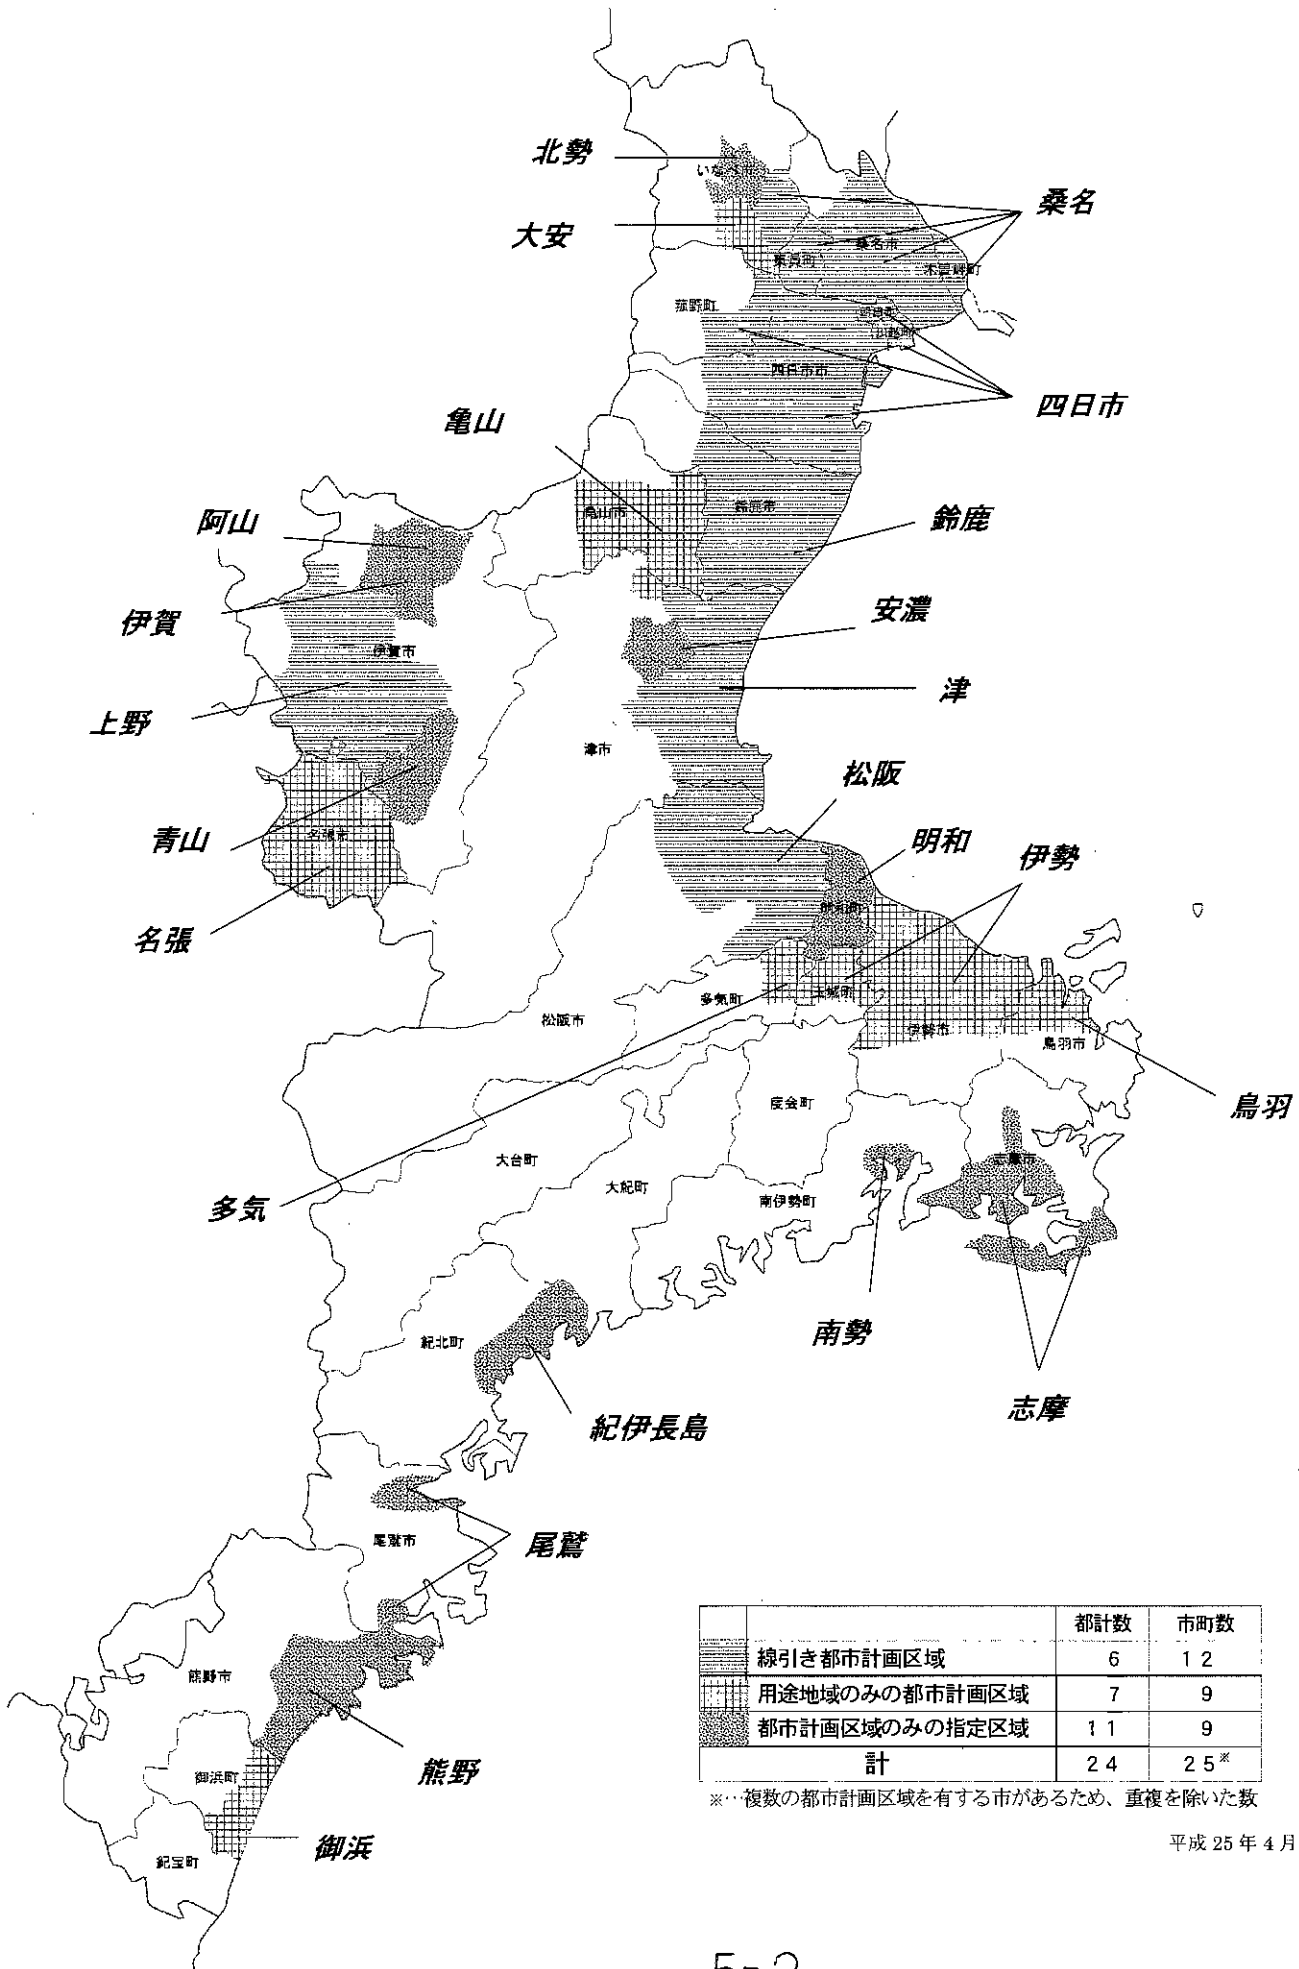 北勢
いなべ市
桑名
大安
桑名市
東員町
木曽岬町
菰野町
朝日町
川越町
四日市市
四日市
亀山
阿山
亀山市
鈴鹿市
鈴鹿
伊賀
安濃
伊賀市
津
上野
津市
松阪
青山
名張市
明和
伊勢
名張
明和町
多気町
玉城町
松阪市
伊勢市
鳥羽市
度会町
鳥羽
大台町
志摩市
大紀町
多気
南伊勢町
南勢
紀北町
志摩
紀伊長島
尾鷲市
尾鷲
都計数 市町数
線引き都市計画区域 6 12
熊野市
用途地域のみの都市計画区域 7 9
都市計画区域のみの指定区域 11 9
計 24 25※
熊野
御浜町
※…複数の都市計画区域を有する市があるため、重複を除いた数
御浜
平成25年4月
紀宝町
5-2